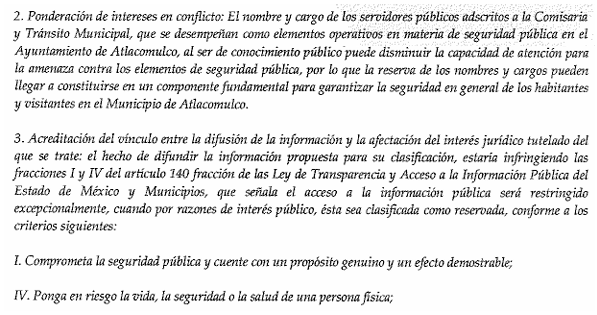 2. Ponderación de intereses en conflicto: El nombre y cargo de los servidores públicos adscritos a la Comisaria
y Tránsito Municipal, que se desempeñan como elementos operativos en materia de seguridad pública en el
Ayuntamiento de Atlacomulco, al ser de conocimiento público puede disminuir la capacidad de atención para
la amenaza contra los elementos de seguridad pública, por lo que la reserva de los nombres y cargos pueden
llegar a constituirse en un componente fundamental para garantizar la seguridad en general de los habitantes
y visitantes en el Municipio de Atlacomulco.
3. Acreditación del vínculo entre la difusión de la información y la afectación del interés jurídico tutelado del
que se trate: el hecho de difundir la información propuesta para su clasificación, estaría infringiendo las
fracciones I y IV del artículo 140 fracción de las Ley de Transparencia y Acceso a la Información Pública del
Estado de México y Municipios, que señala el acceso a la información pública será restringido
excepcionalmente, cuando por razones de interés público, ésta sea clasificada como reservada, conforme a los
criterios siguientes:
I. Comprometa la seguridad pública y cuente con un propósito genuino y un efecto demostrable;
IV. Ponga en riesgo la vida, la seguridad o la salud de una persona física;